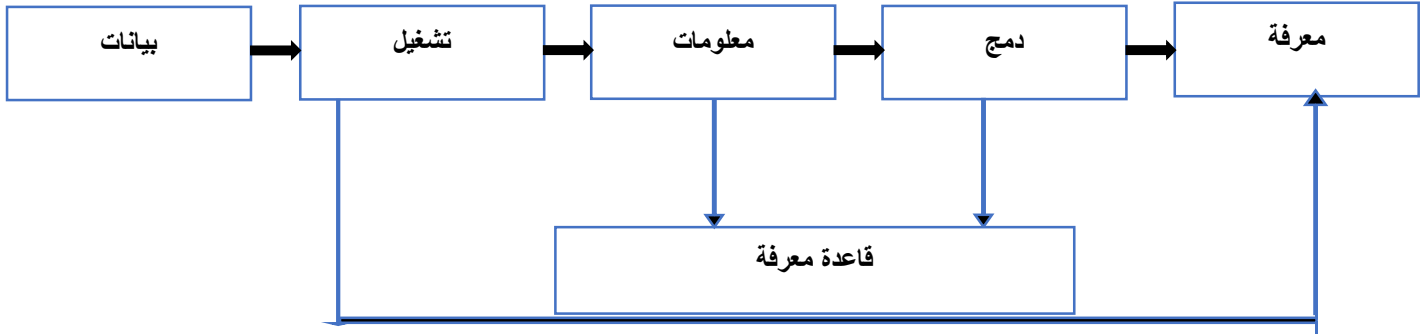 بيانات
تشغيل
معلومات
دمج
معرفة
قاعدة معرفة